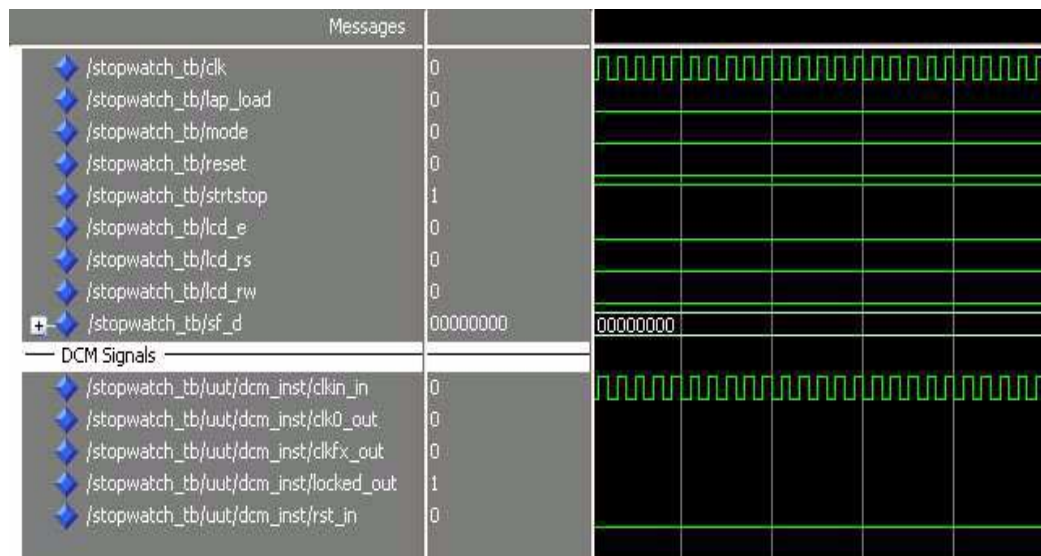 Messages
/stopwatch_tb/clk 0
/stopwatch_tb/lap_load 0
/stopwatch_tb/mode 0
/stopwatch_tb/reset 0
/stopwatch_tb/strtstop 1
/stopwatch_tb/lcd_e 0
/stopwatch_tb/lcd_rs 0
/stopwatch_tb/lcd_rw 0
/stopwatch_tb/sf_d 00000000 00000000
DCM Signals
/stopwatch_tb/uut/dcm_inst/clkin_in 0
/stopwatch_tb/uut/dcm_inst/clk0_out 0
/stopwatch_tb/uut/dcm_inst/clkfx_out 0
/stopwatch_tb/uut/dcm_inst/locked_out 1
/stopwatch_tb/uut/dcm_inst/rst_in 0